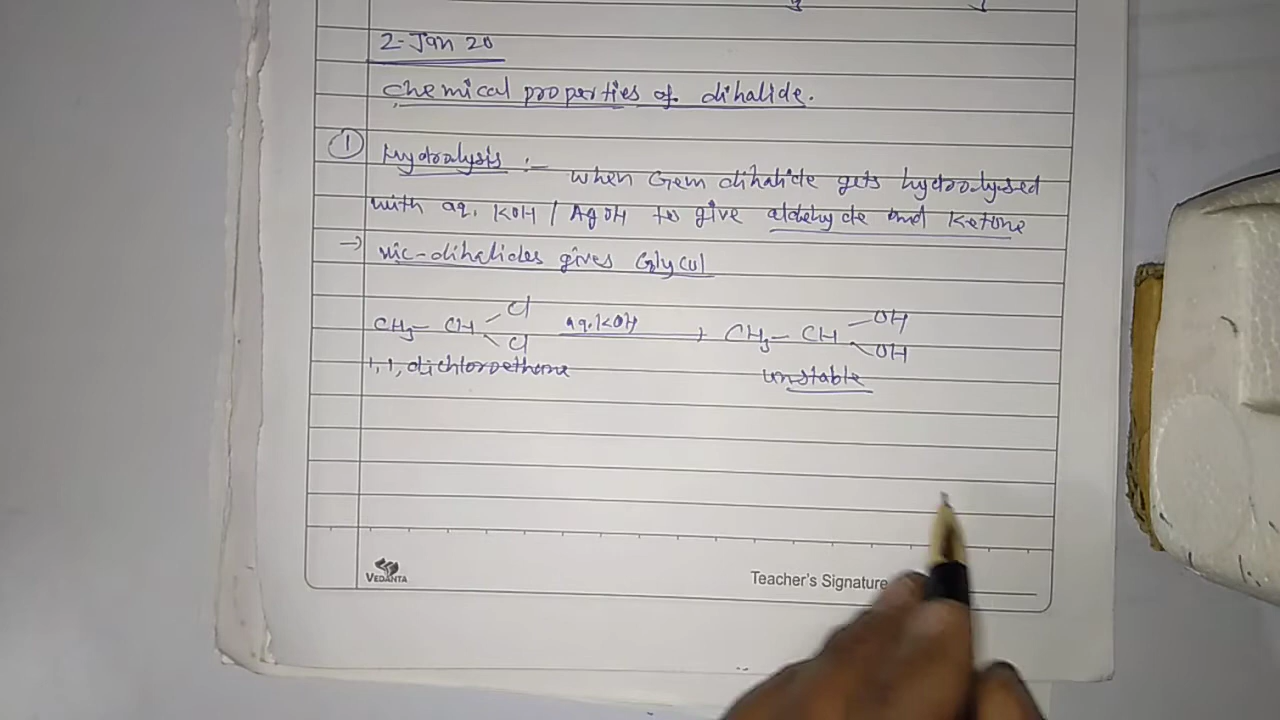 2-Jan 20
chemical properties of dihalide.
① Hydrolysis :- when Gem dihalide gets hydrolysed
with aq. KOH / AgOH to give aldehyde and Ketone
→ vic-dihalides gives Glycol
CH3- CH Cl Cl aq.KOH → CH3- CH OH OH
1,1,dichloroethane unstable
VEDANTA
Teacher's Signature